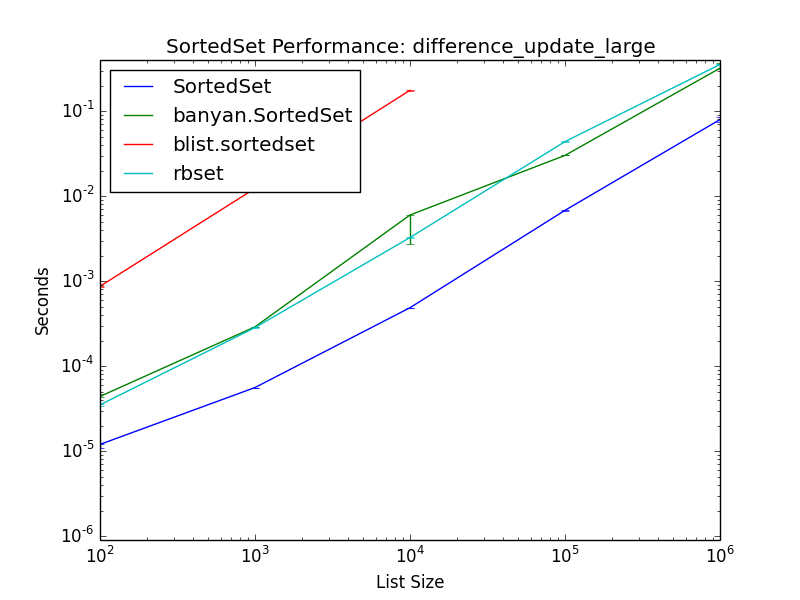 SortedSet Performance: difference_update_large
SortedSet
banyan.SortedSet
blist.sortedset
rbset
10^-1
10^-2
10^-3
10^-4
10^-5
10^-6
Seconds
10^2 10^3 10^4 10^5 10^6
List Size